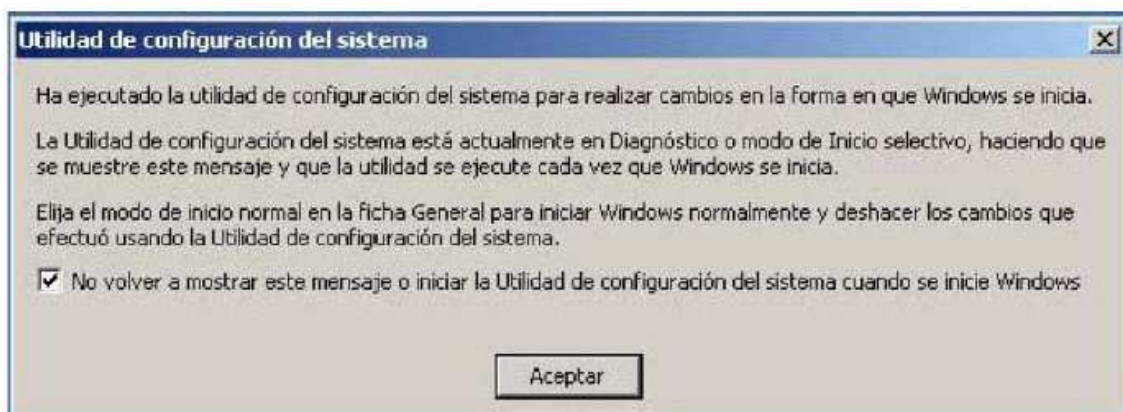 Utilidad de configuración del sistema
Ha ejecutado la utilidad de configuración del sistema para realizar cambios en la forma en que Windows se inicia.
La Utilidad de configuración del sistema está actualmente en Diagnóstico o modo de Inicio selectivo, haciendo que
se muestre este mensaje y que la utilidad se ejecute cada vez que Windows se inicia.
Elija el modo de inicio normal en la ficha General para iniciar Windows normalmente y deshacer los cambios que
efectuó usando la Utilidad de configuración del sistema.
No volver a mostrar este mensaje o iniciar la Utilidad de configuración del sistema cuando se inicie Windows
Aceptar